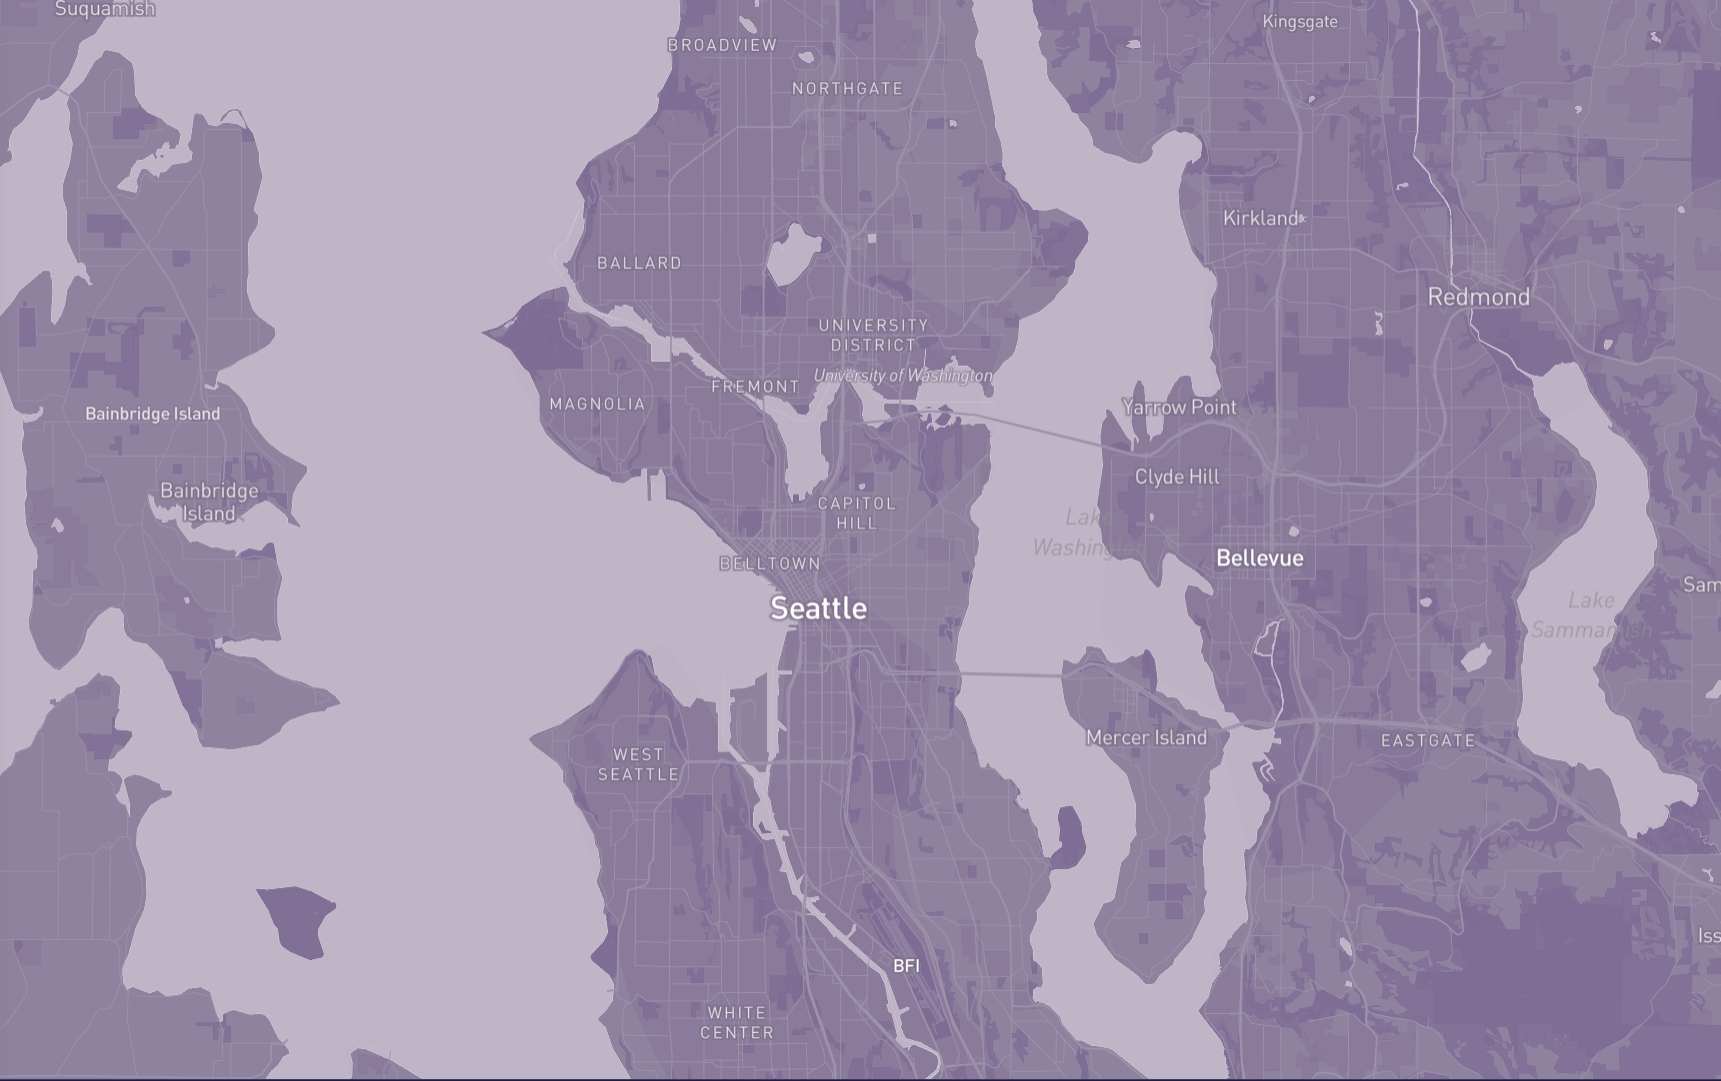 Suquamish
Kingsgate
BROADVIEW
NORTHGATE
Kirkland
BALLARD
Redmond
UNIVERSITY
DISTRICT
University of Washington
FREMONT
MAGNOLIA
Yarrow Point
Bainbridge Island
Clyde Hill
Bainbridge
Island
CAPITOL
HILL
Lake
Washington
BELLTOWN
Bellevue
Sam
Seattle
Lake
Sammamish
Mercer Island
EASTGATE
WEST
SEATTLE
Iss
BFI
WHITE
CENTER